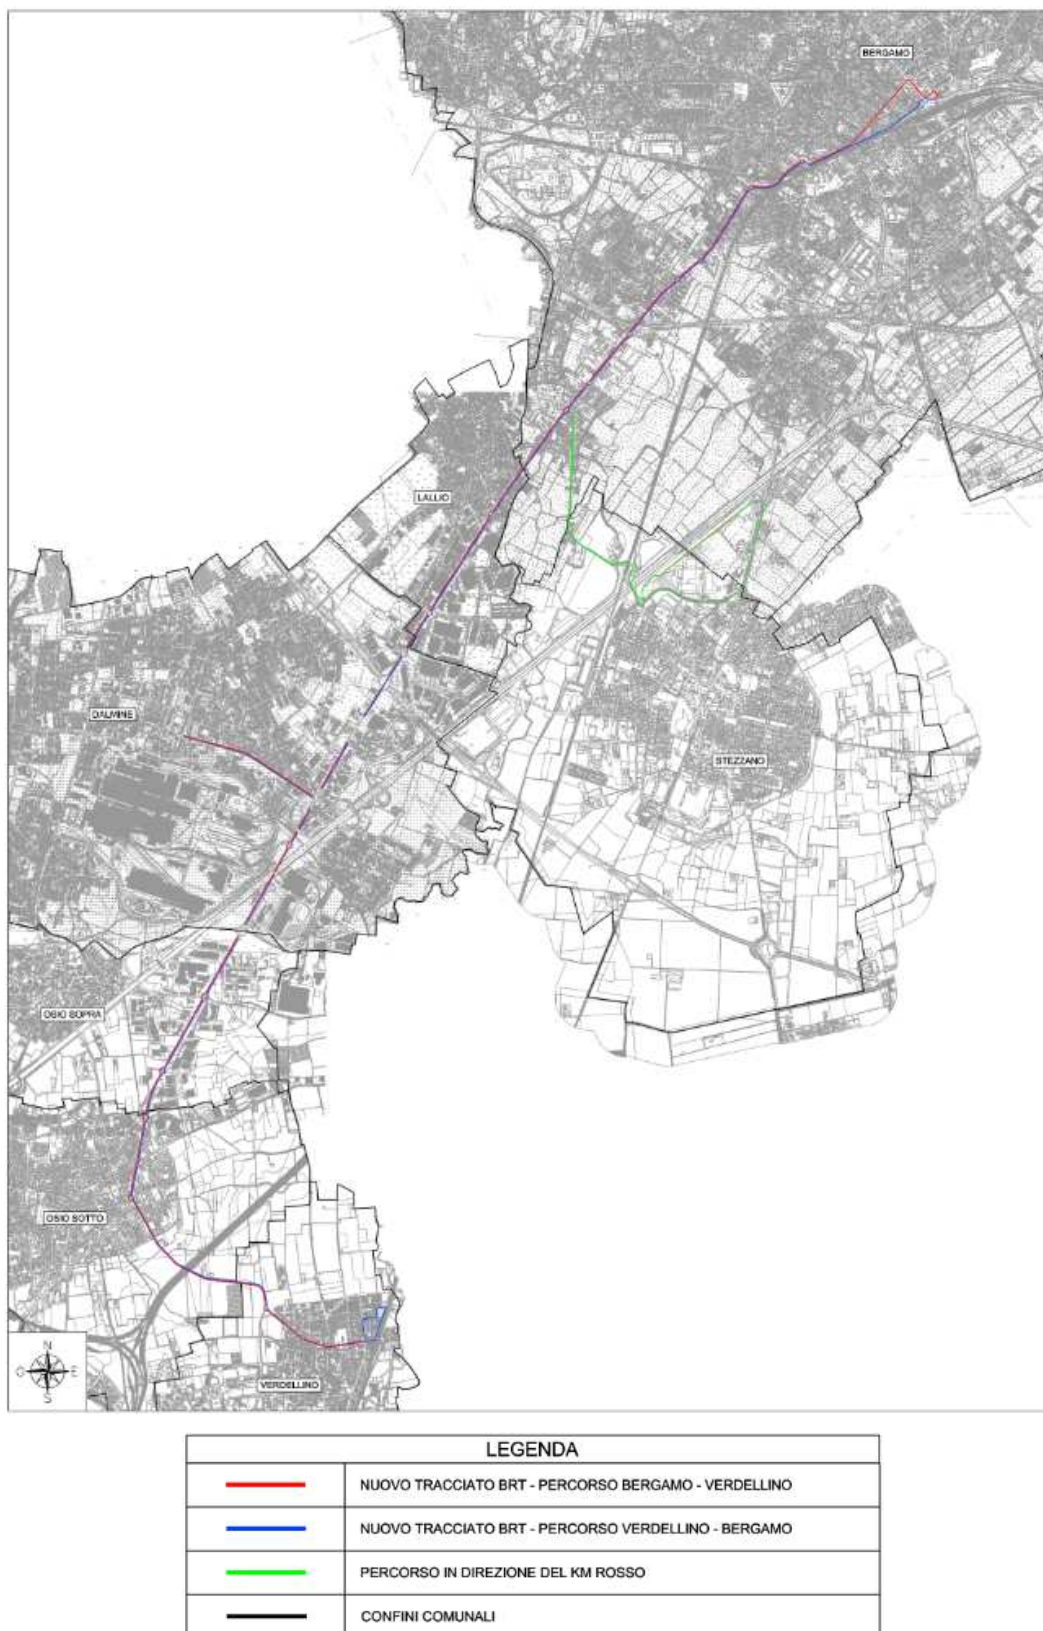 BERGAMO
LALLIO
DALMINE
STEZZANO
OSIO SOPRA
OSIO SOTTO
VERDELLINO
N
O E
S
LEGENDA
NUOVO TRACCIATO BRT - PERCORSO BERGAMO - VERDELLINO
NUOVO TRACCIATO BRT - PERCORSO VERDELLINO - BERGAMO
PERCORSO IN DIREZIONE DEL KM ROSSO
CONFINI COMUNALI